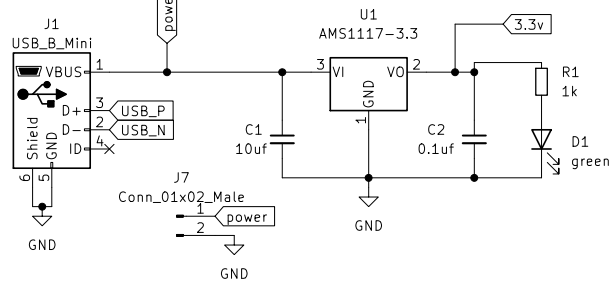 power
J1
USB_B_Mini
VBUS
1
D+
3
USB_P
D-
2
USB_N
ID
4
Shield
GND
6
5
GND
J7
Conn_01x02_Male
1
power
2
GND
U1
AMS1117-3.3
3
VI
VO
2
GND
1
C1
10uf
C2
0.1uf
GND
3.3v
R1
1k
D1
green